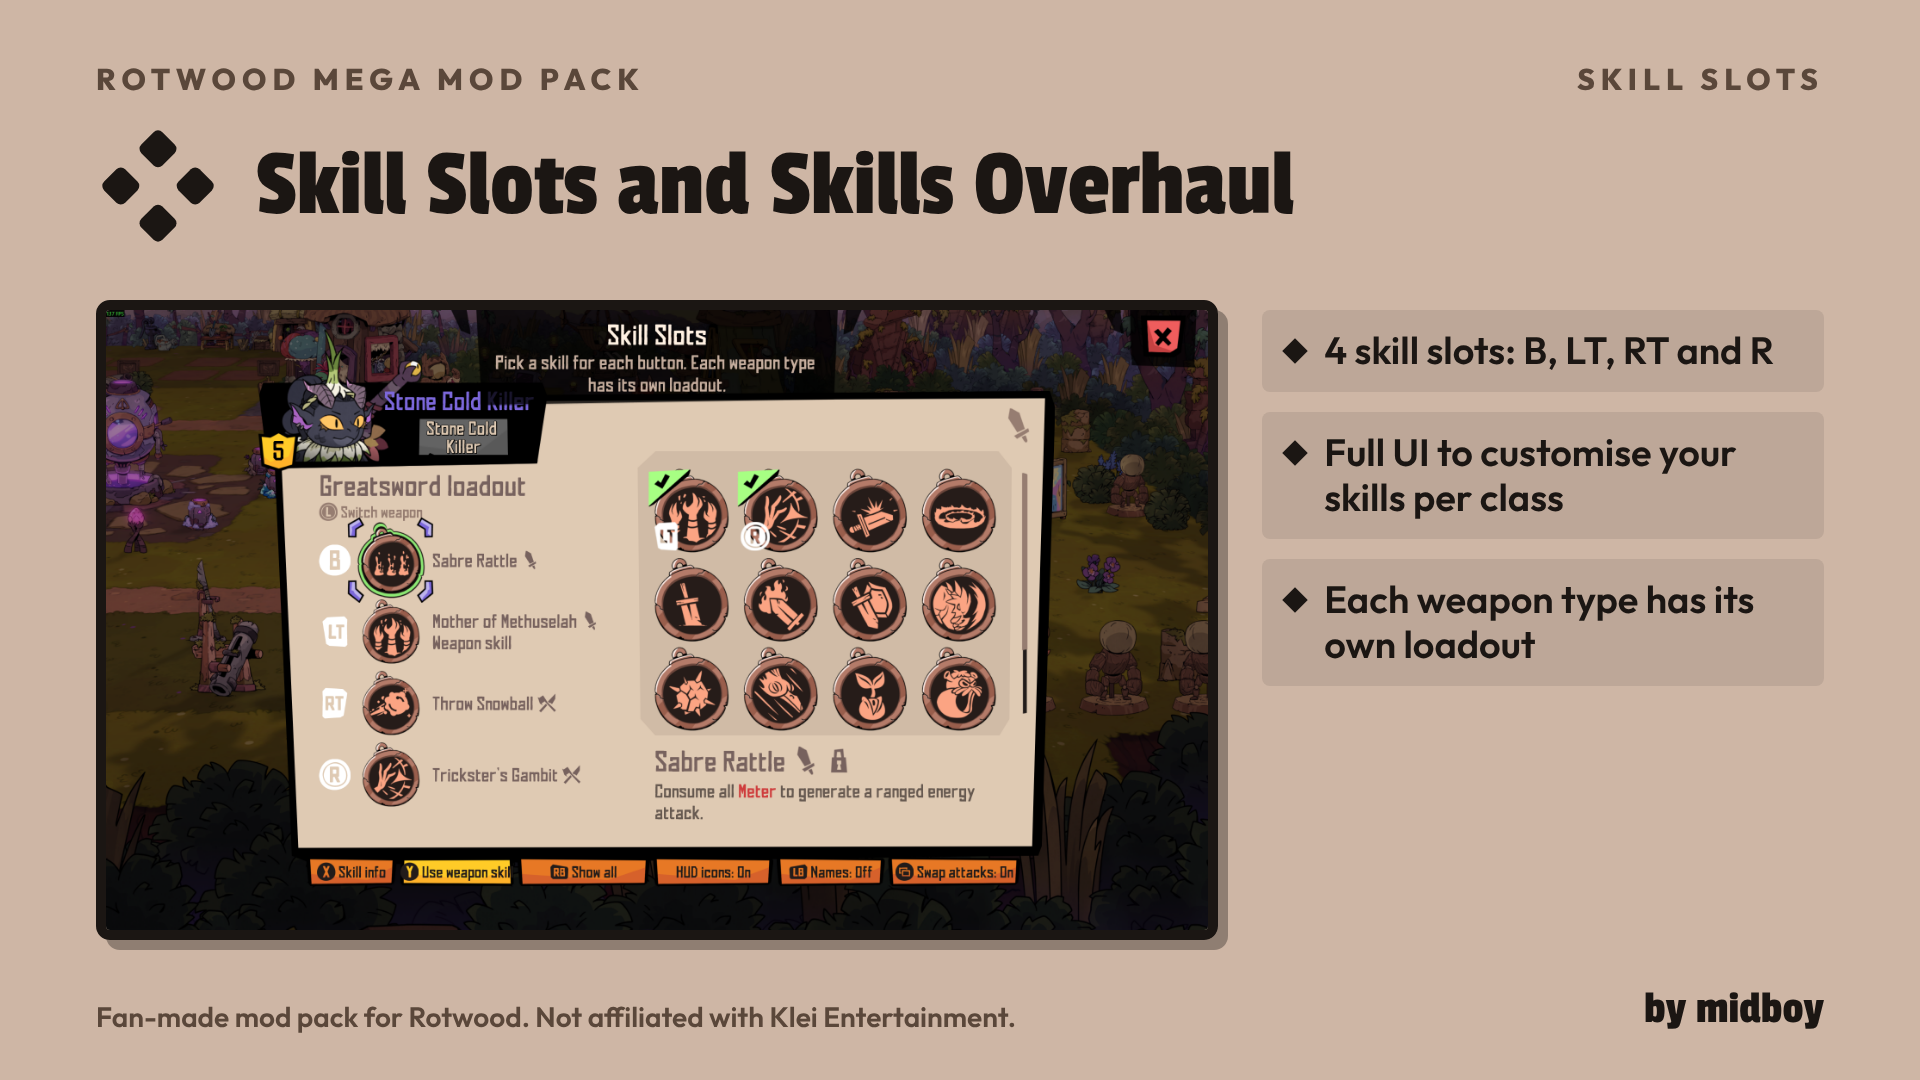 ROTWOOD MEGA MOD PACK
SKILL SLOTS
Skill Slots and Skills Overhaul
Skill Slots
Pick a skill for each button. Each weapon type
has its own loadout.
Stone Cold Killer
Stone Cold
Killer
5
Greatsword loadout
L Switch weapon
B Sabre Rattle
LT Mother of Methuselah
Weapon skill
RT Throw Snowball
R Trickster's Gambit
LT
R
Sabre Rattle
Consume all Meter to generate a ranged energy
attack.
X Skill info
Y Use weapon skil
RB Show all
HUD icons: On
LB Names: Off
Swap attacks: On
4 skill slots: B, LT, RT and R
Full UI to customise your
skills per class
Each weapon type has its
own loadout
Fan-made mod pack for Rotwood. Not affiliated with Klei Entertainment.
by midboy